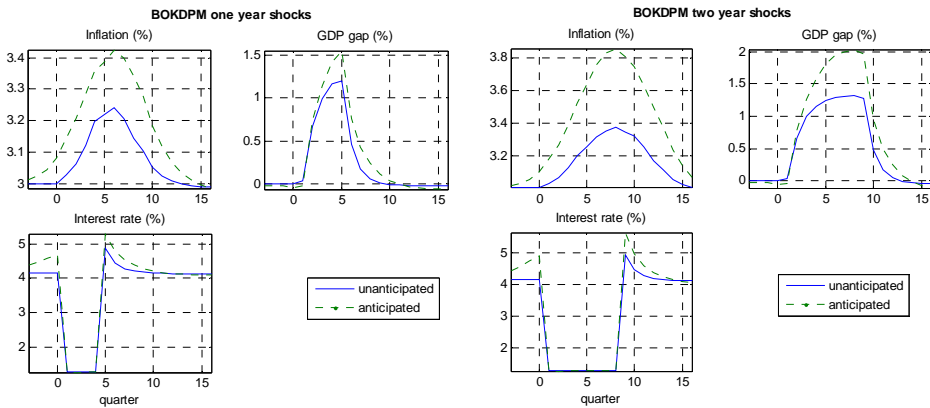 BOKDPM one year shocks
Inflation (%)
3.4
3.3
3.2
3.1
3
0 5 10 15
GDP gap (%)
1.5
1
0.5
0
0 5 10 15
Interest rate (%)
5
4
3
2
0 5 10 15
quarter
unanticipated
anticipated
BOKDPM two year shocks
Inflation (%)
3.8
3.6
3.4
3.2
0 5 10 15
GDP gap (%)
2
1.5
1
0.5
0
0 5 10 15
Interest rate (%)
5
4
3
2
0 5 10 15
quarter
unanticipated
anticipated